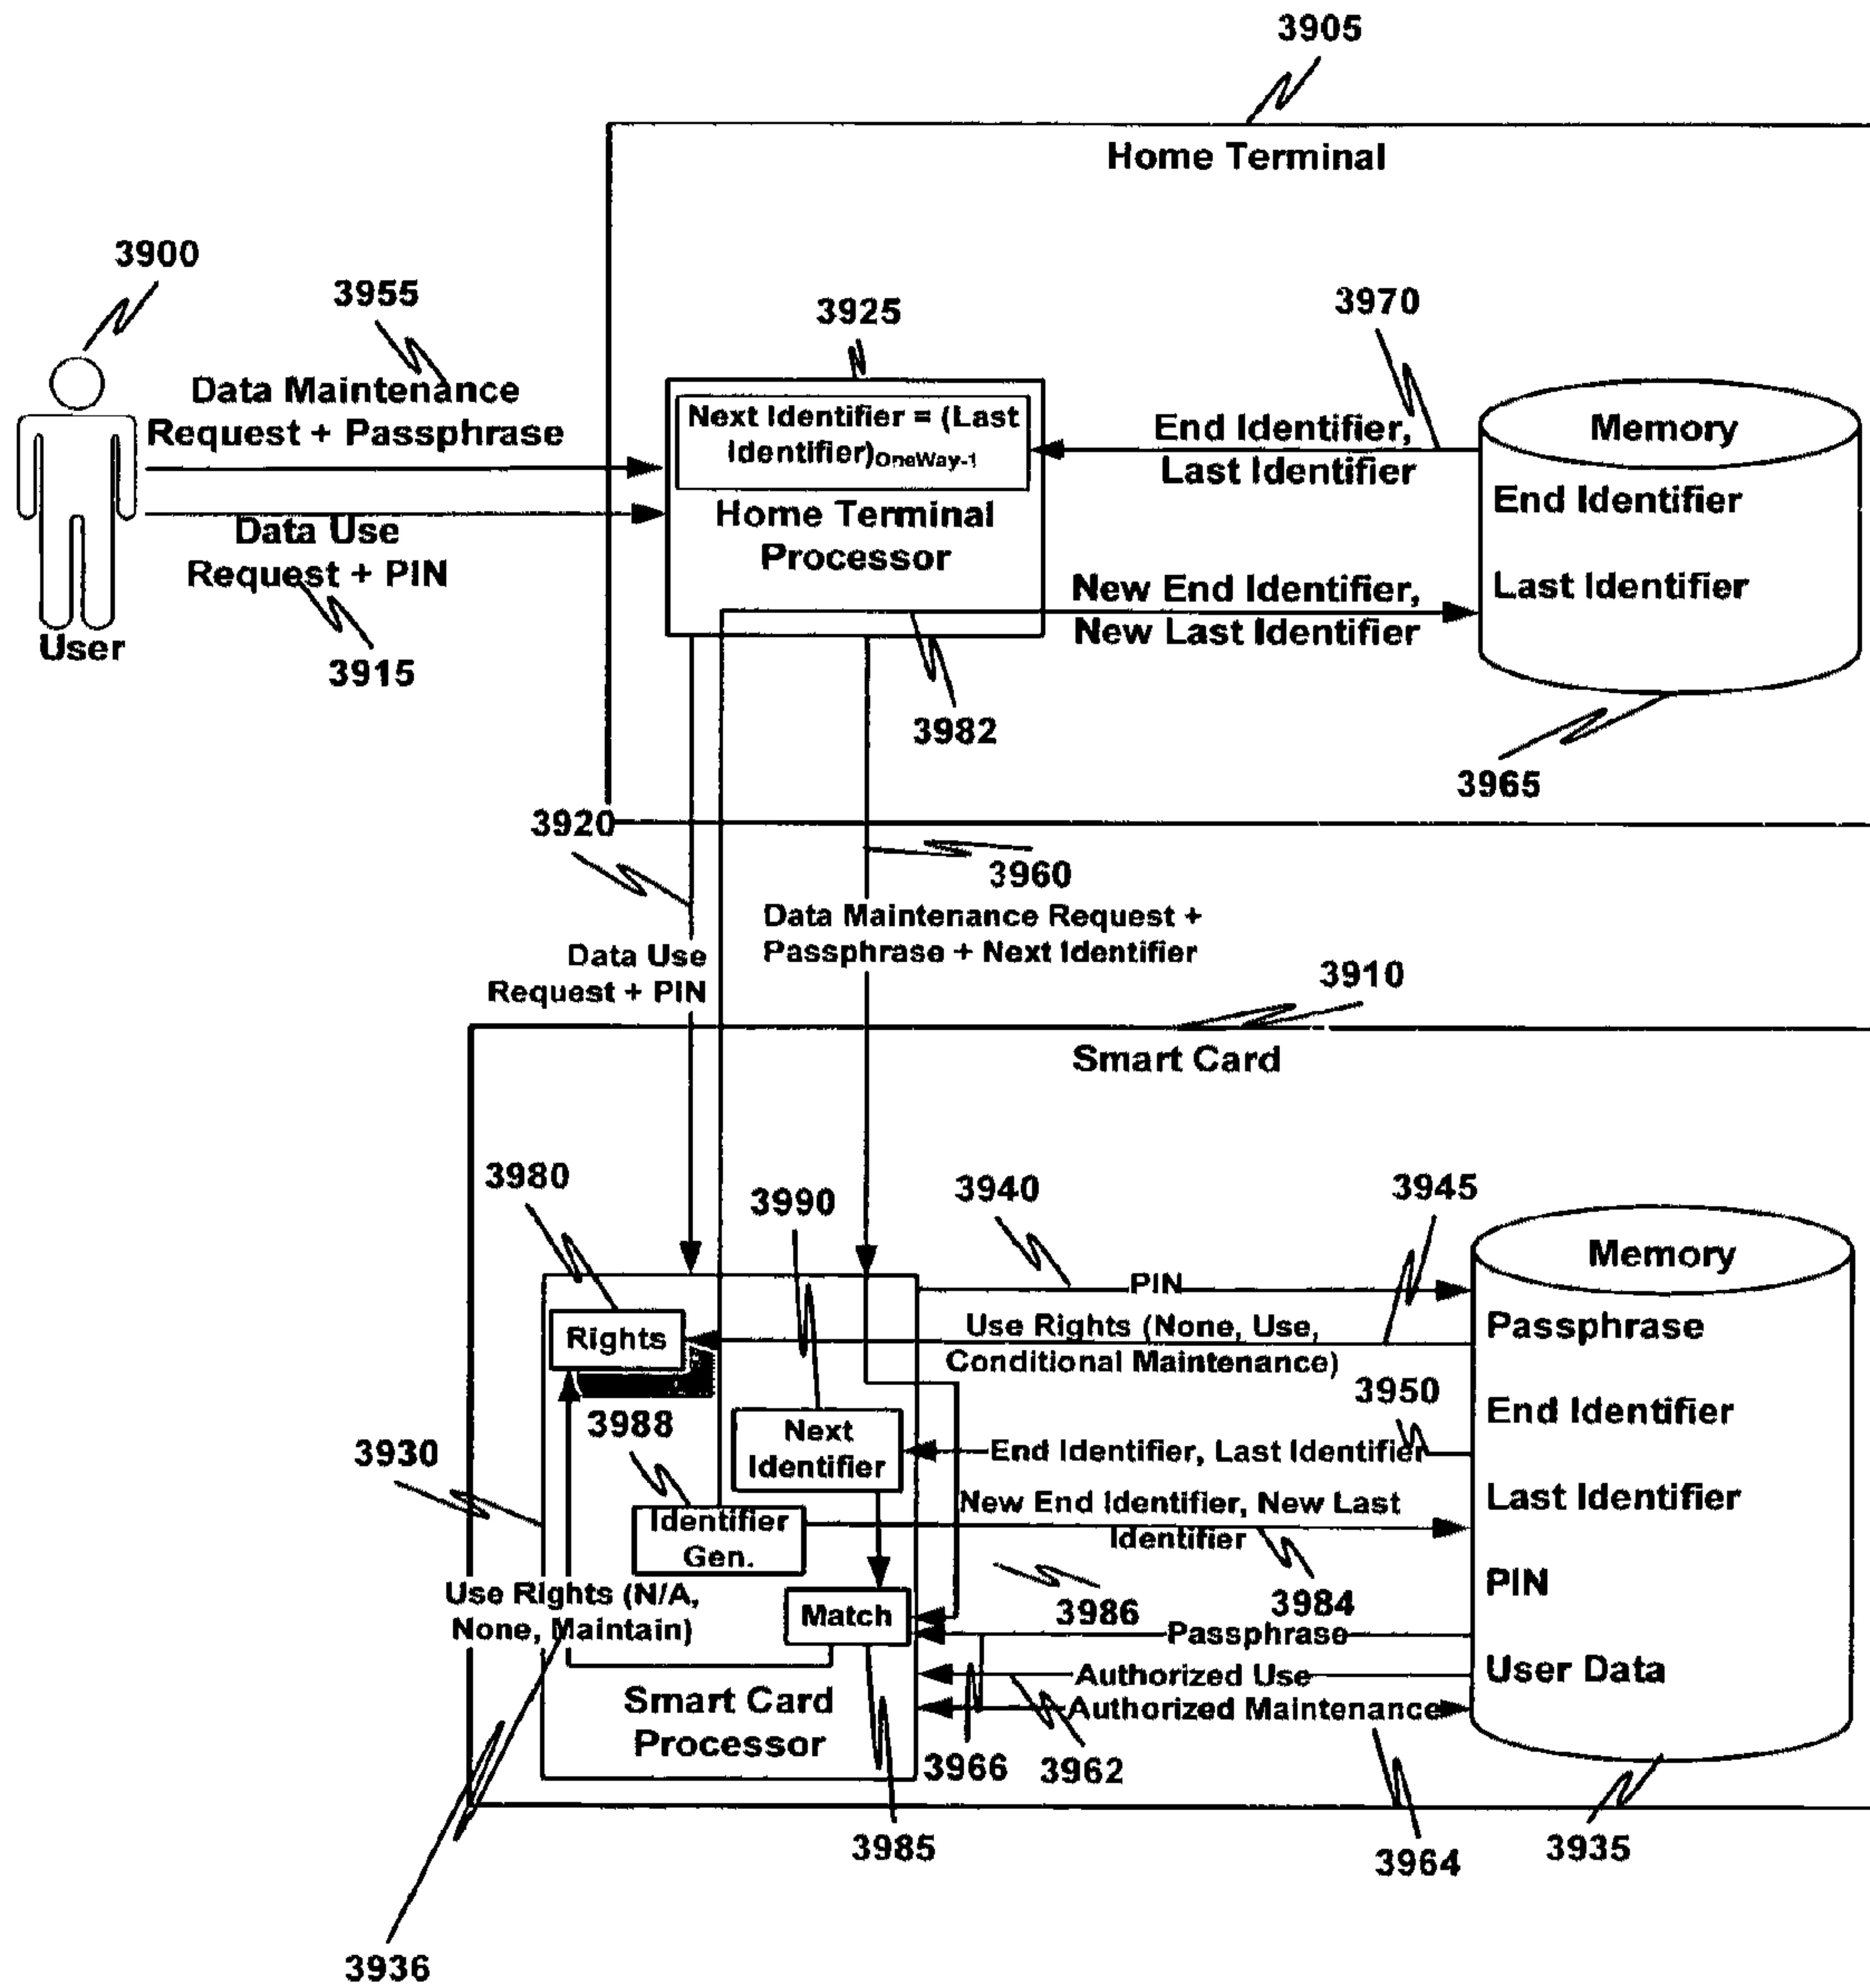 3905
Home Terminal
3900
3955
3925
3970
Data Maintenance
Request + Passphrase
Next Identifier = (Last
Identifier)OneWay-1
End Identifier,
Last Identifier
Memory
End Identifier
Home Terminal
Processor
Data Use
Request + PIN
New End Identifier,
New Last Identifier
Last Identifier
User
3915
3982
3965
3920
3960
Data Maintenance Request +
Passphrase + Next Identifier
Data Use
Request + PIN
3910
Smart Card
3980
3990
3940
3945
Memory
PIN
Rights
Use Rights (None, Use,
Conditional Maintenance)
Passphrase
3950
3988
Next
Identifier
End Identifier
3930
End Identifier, Last Identifier
New End Identifier, New Last
Identifier
Last Identifier
Identifier
Gen.
Use Rights (N/A,
None, Maintain)
Match
3986
3984
PIN
Passphrase
Authorized Use
Authorized Maintenance
User Data
Smart Card
Processor
3966
3962
3985
3964
3935
3936